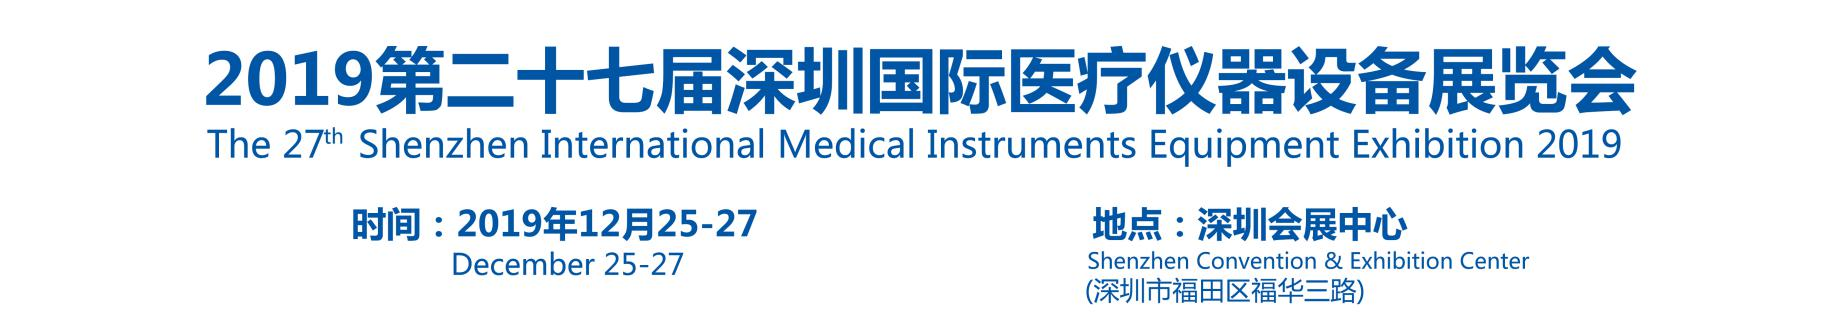 2019第二十七届深圳国际医疗仪器设备展览会
The 27th Shenzhen International Medical Instruments Equipment Exhibition 2019
时间：2019年12月25-27
December 25-27
地点：深圳会展中心
Shenzhen Convention & Exhibition Center
(深圳市福田区福华三路)